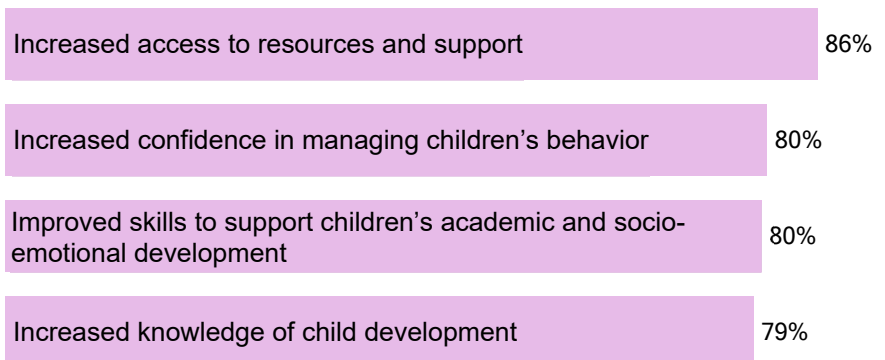 Increased access to resources and support 86%
Increased confidence in managing children’s behavior 80%
Improved skills to support children’s academic and socio-
emotional development
80%
Increased knowledge of child development 79%